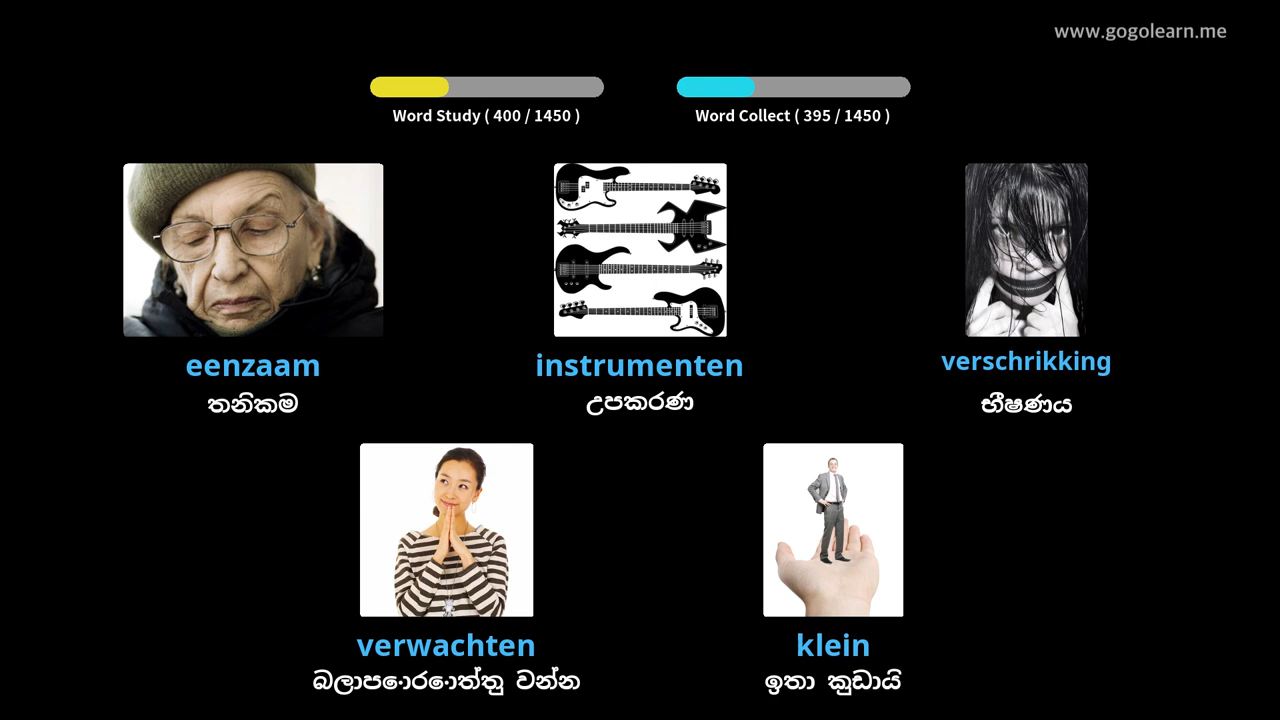 www.gogolearn.me
Word Study ( 400 / 1450 )
Word Collect ( 395 / 1450 )
eenzaam
තනිකම
instrumenten
උපකරණ
verschrikking
භීෂණය
verwachten
බලාපොරොත්තු වන්න
klein
ඉතා කුඩායි